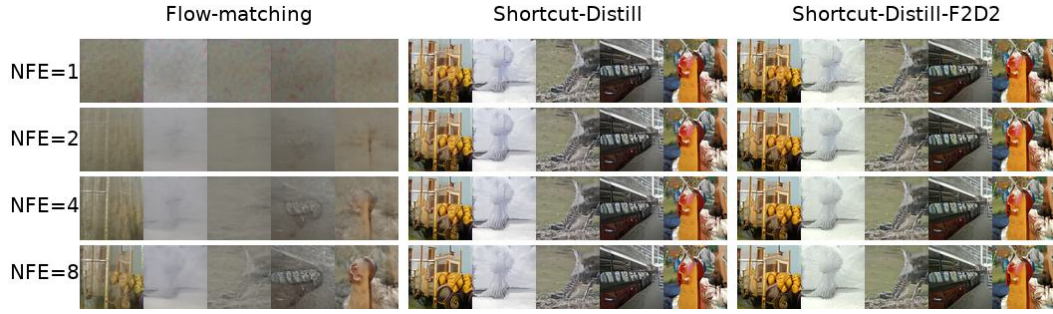 Flow-matching Shortcut-Distill Shortcut-Distill-F2D2
NFE=1
NFE=2
NFE=4
NFE=8